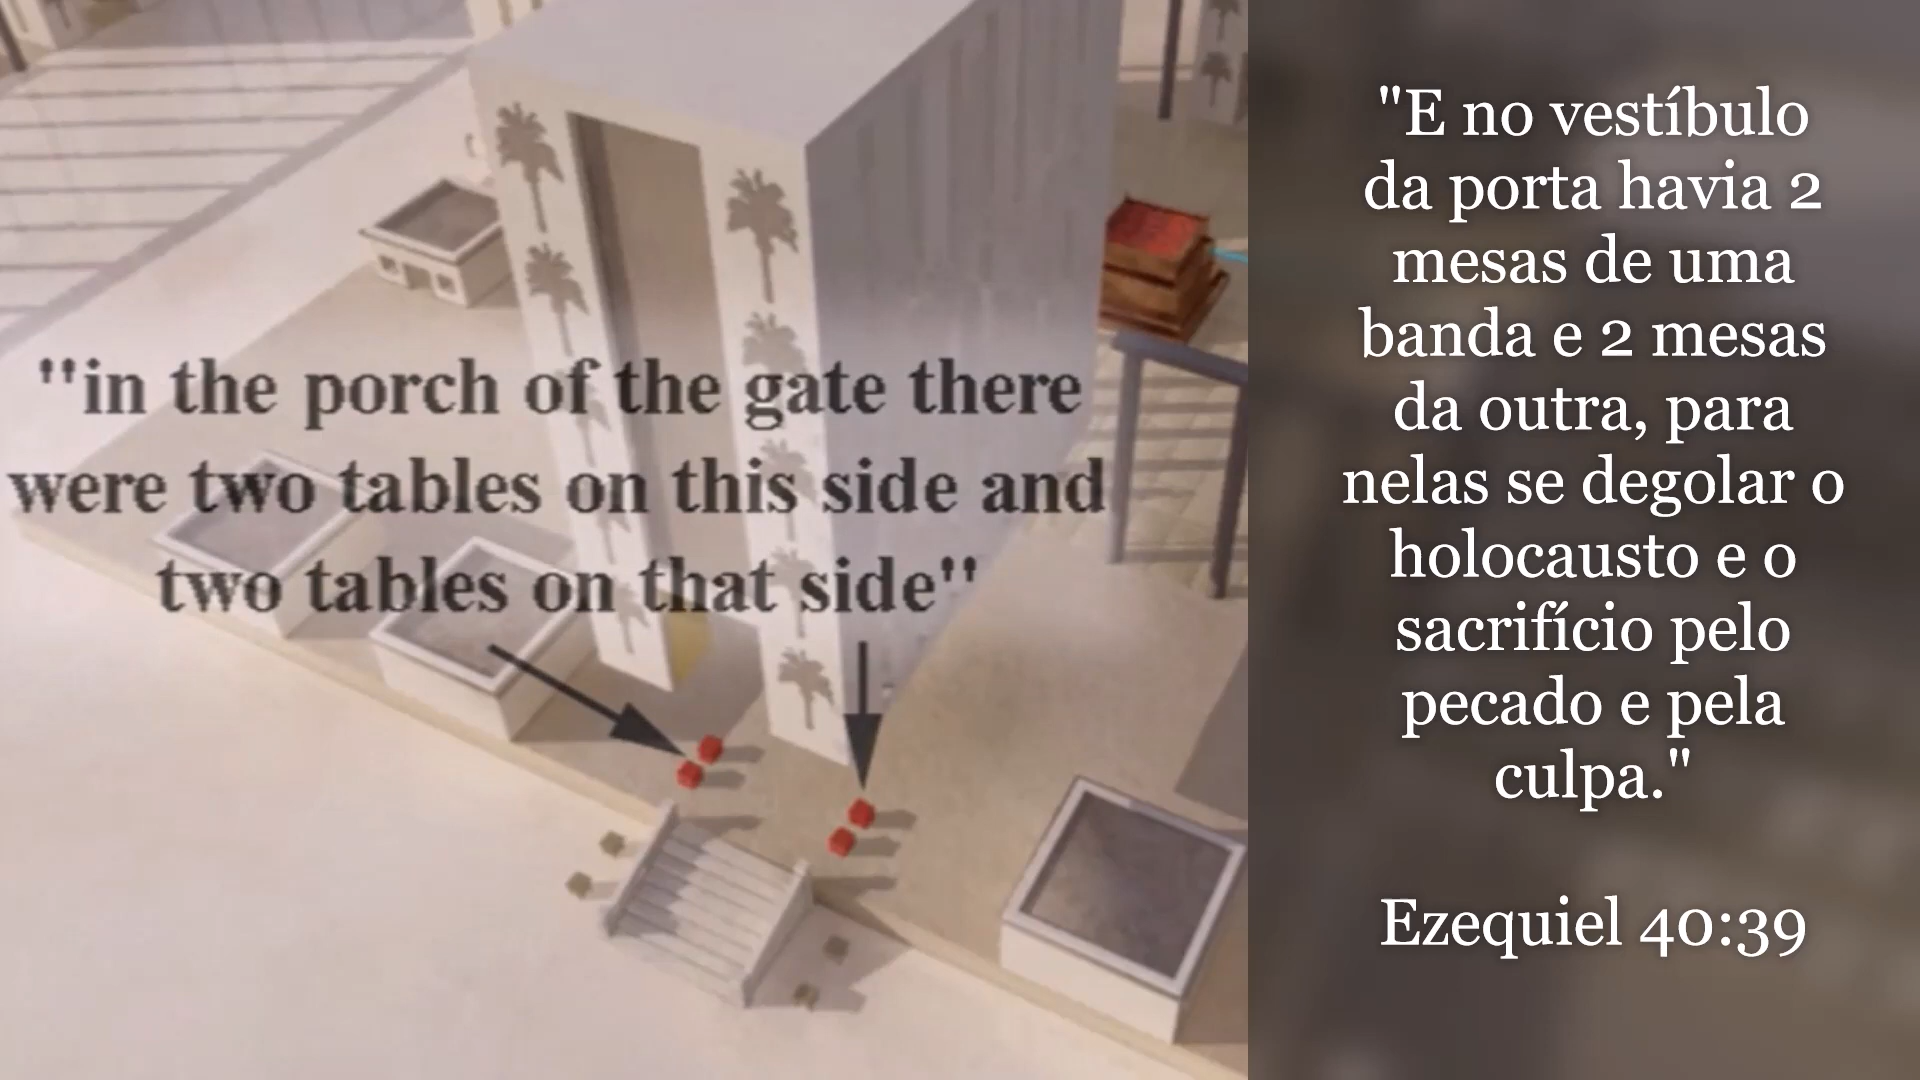 "in the porch of the gate there
were two tables on this side and
two tables on that side"
"E no vestíbulo
da porta havia 2
mesas de uma
banda e 2 mesas
da outra, para
nelas se degolar o
holocausto e o
sacrifício pelo
pecado e pela
culpa."
Ezequiel 40:39